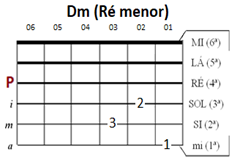 Dm (Ré menor)
06 05 04 03 02 01
MI (6ª)
LÁ (5ª)
P RÉ (4ª)
i 2 SOL (3ª)
m 3 SI (2ª)
a 1 mi (1ª)